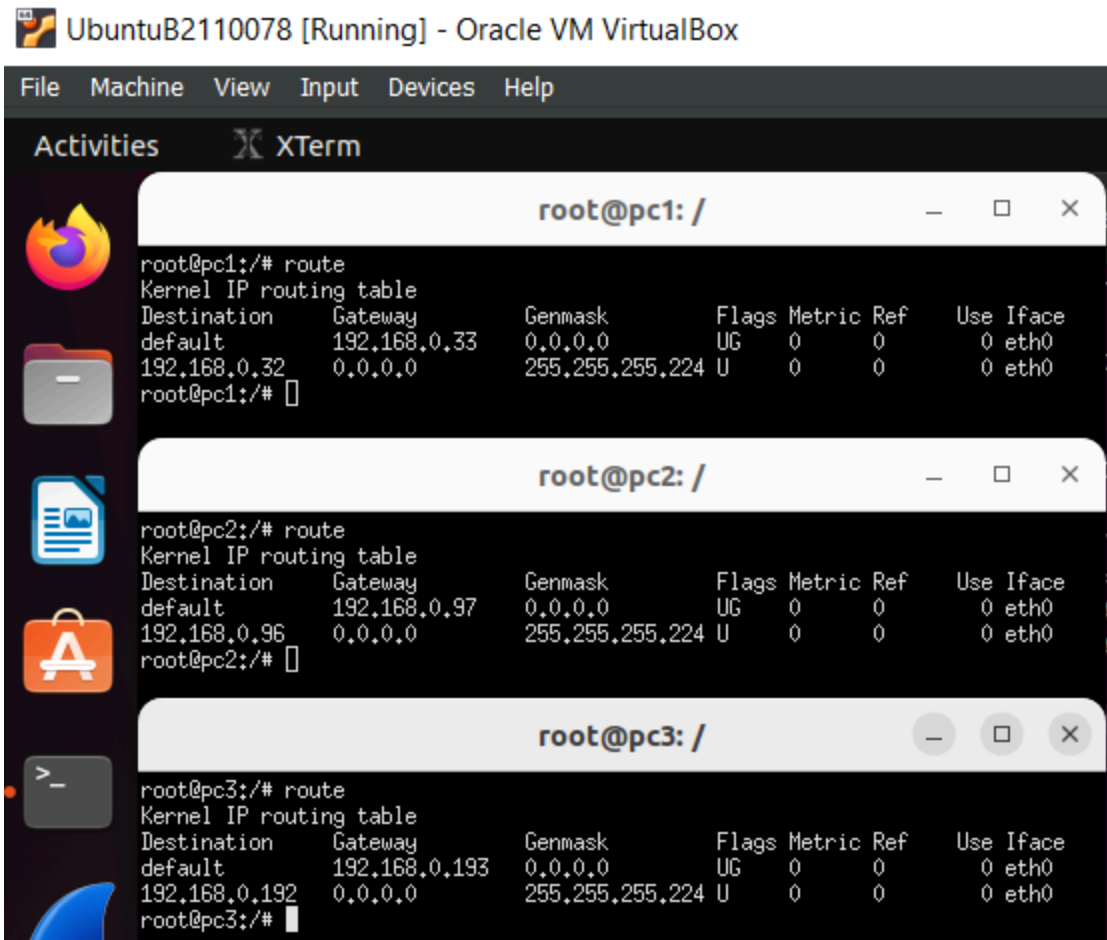 UbuntuB2110078 [Running] - Oracle VM VirtualBox
File Machine View Input Devices Help
Activities XTerm
root@pc1: /
root@pc1:/# route
Kernel IP routing table
Destination Gateway Genmask Flags Metric Ref Use Iface
default 192.168.0.33 0.0.0.0 UG 0 0 0 eth0
192.168.0.32 0.0.0.0 255.255.255.224 U 0 0 0 eth0
root@pc1:/#
root@pc2: /
root@pc2:/# route
Kernel IP routing table
Destination Gateway Genmask Flags Metric Ref Use Iface
default 192.168.0.97 0.0.0.0 UG 0 0 0 eth0
192.168.0.96 0.0.0.0 255.255.255.224 U 0 0 0 eth0
root@pc2:/#
root@pc3: /
root@pc3:/# route
Kernel IP routing table
Destination Gateway Genmask Flags Metric Ref Use Iface
default 192.168.0.193 0.0.0.0 UG 0 0 0 eth0
192.168.0.192 0.0.0.0 255.255.255.224 U 0 0 0 eth0
root@pc3:/#